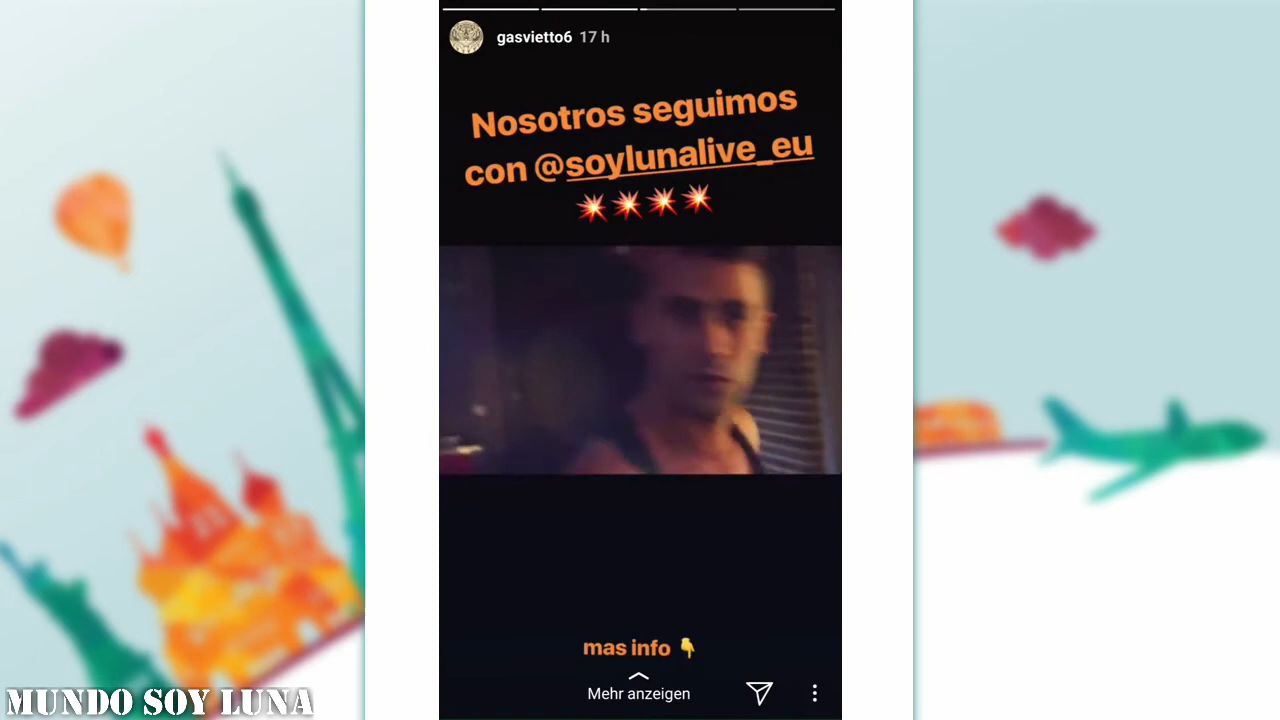 gasvietto6 17 h
Nosotros seguimos
con @soylunalive_eu
💥💥💥💥
mas info 👇
Mehr anzeigen
MUNDO SOY LUNA